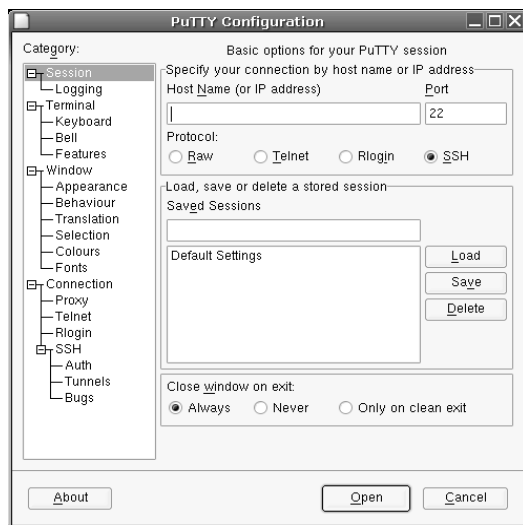 PuTTY Configuration
Category:
Session
Logging
Terminal
Keyboard
Bell
Features
Window
Appearance
Behaviour
Translation
Selection
Colours
Fonts
Connection
Proxy
Telnet
Rlogin
SSH
Auth
Tunnels
Bugs
Basic options for your PuTTY session
Specify your connection by host name or IP address
Host Name (or IP address) Port
22
Protocol:
Raw Telnet Rlogin SSH
Load, save or delete a stored session
Saved Sessions
Default Settings
Load
Save
Delete
Close window on exit:
Always Never Only on clean exit
About Open Cancel